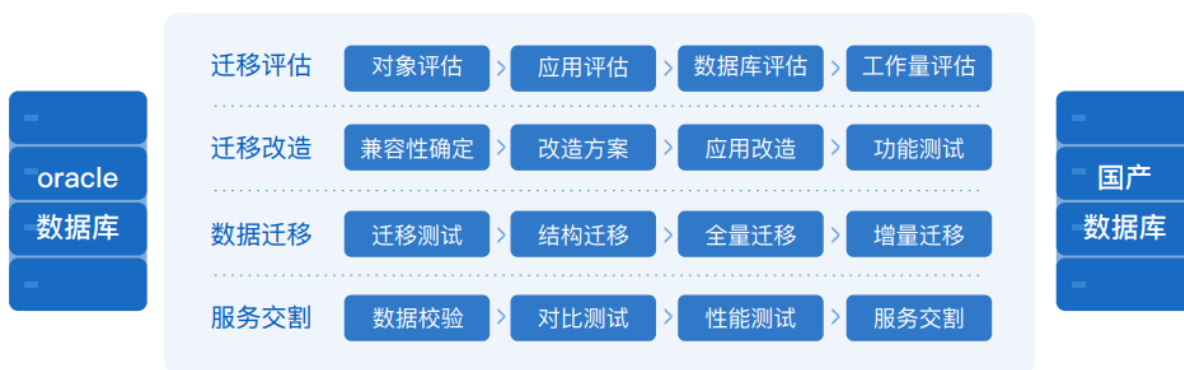 oracle
数据库
迁移评估 对象评估 > 应用评估 > 数据库评估 > 工作量评估
迁移改造 兼容性确定 > 改造方案 > 应用改造 > 功能测试
数据迁移 迁移测试 > 结构迁移 > 全量迁移 > 增量迁移
服务交割 数据校验 > 对比测试 > 性能测试 > 服务交割
国产
数据库